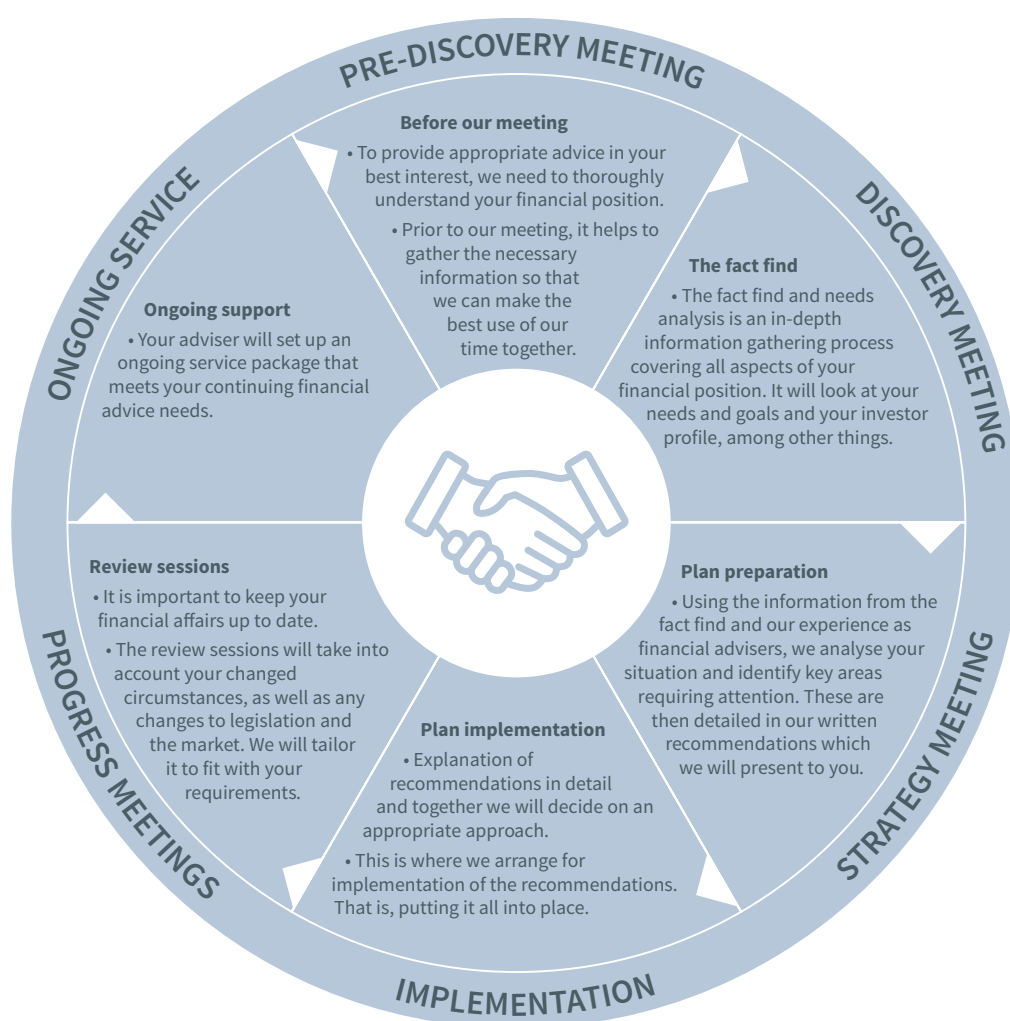 PRE-DISCOVERY MEETING
Before our meeting
• To provide appropriate advice in your
best interest, we need to thoroughly
understand your financial position.
• Prior to our meeting, it helps to
gather the necessary
information so that
we can make the
best use of our
time together.
DISCOVERY MEETING
The fact find
• The fact find and needs
analysis is an in-depth
information gathering process
covering all aspects of your
financial position. It will look at your
needs and goals and your investor
profile, among other things.
STRATEGY MEETING
Plan preparation
• Using the information from the
fact find and our experience as
financial advisers, we analyse your
situation and identify key areas
requiring attention. These are
then detailed in our written
recommendations which
we will present to you.
IMPLEMENTATION
Plan implementation
• Explanation of
recommendations in detail
and together we will decide on an
appropriate approach.
• This is where we arrange for
implementation of the recommendations.
That is, putting it all into place.
PROGRESS MEETINGS
Review sessions
• It is important to keep your
financial affairs up to date.
• The review sessions will take into
account your changed
circumstances, as well as any
changes to legislation and
the market. We will tailor
it to fit with your
requirements.
ONGOING SERVICE
Ongoing support
• Your adviser will set up an
ongoing service package that
meets your continuing financial
advice needs.